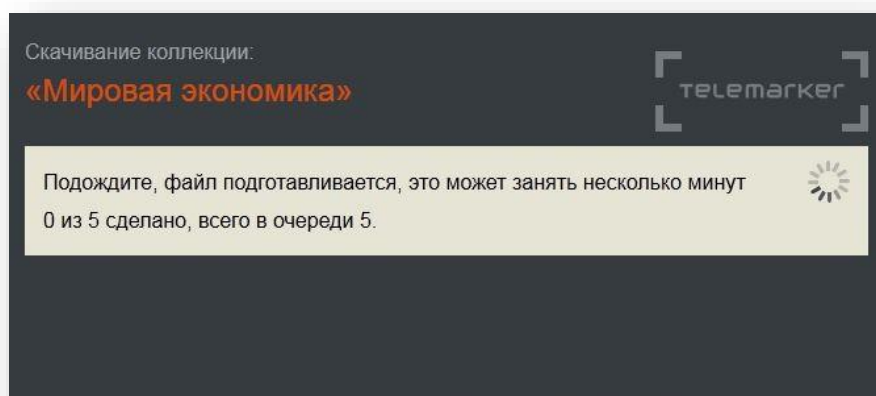 Скачивание коллекции:
«Мировая экономика»
TELEMARKER
Подождите, файл подготавливается, это может занять несколько минут
0 из 5 сделано, всего в очереди 5.